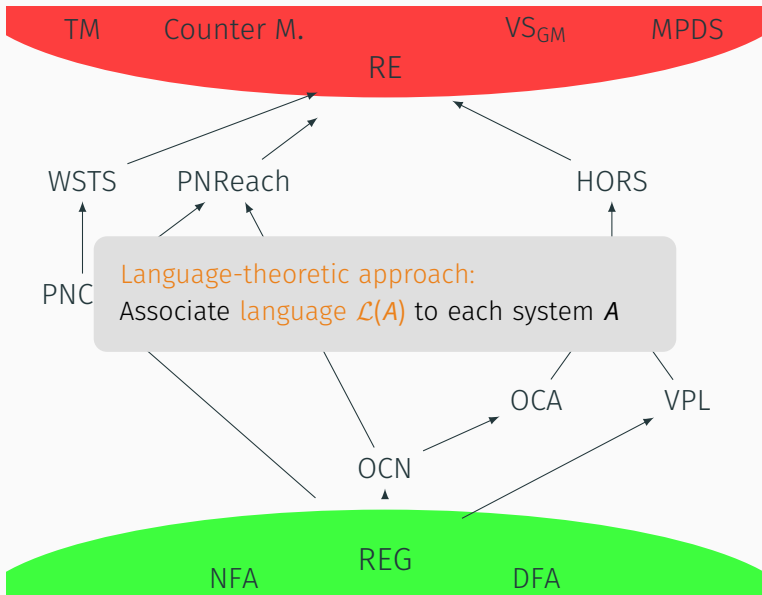 TM Counter M. VS_GM MPDS
RE
WSTS PNReach HORS
Language-theoretic approach:
PNC Associate language ℒ(A) to each system A
OCA VPL
OCN
REG
NFA DFA